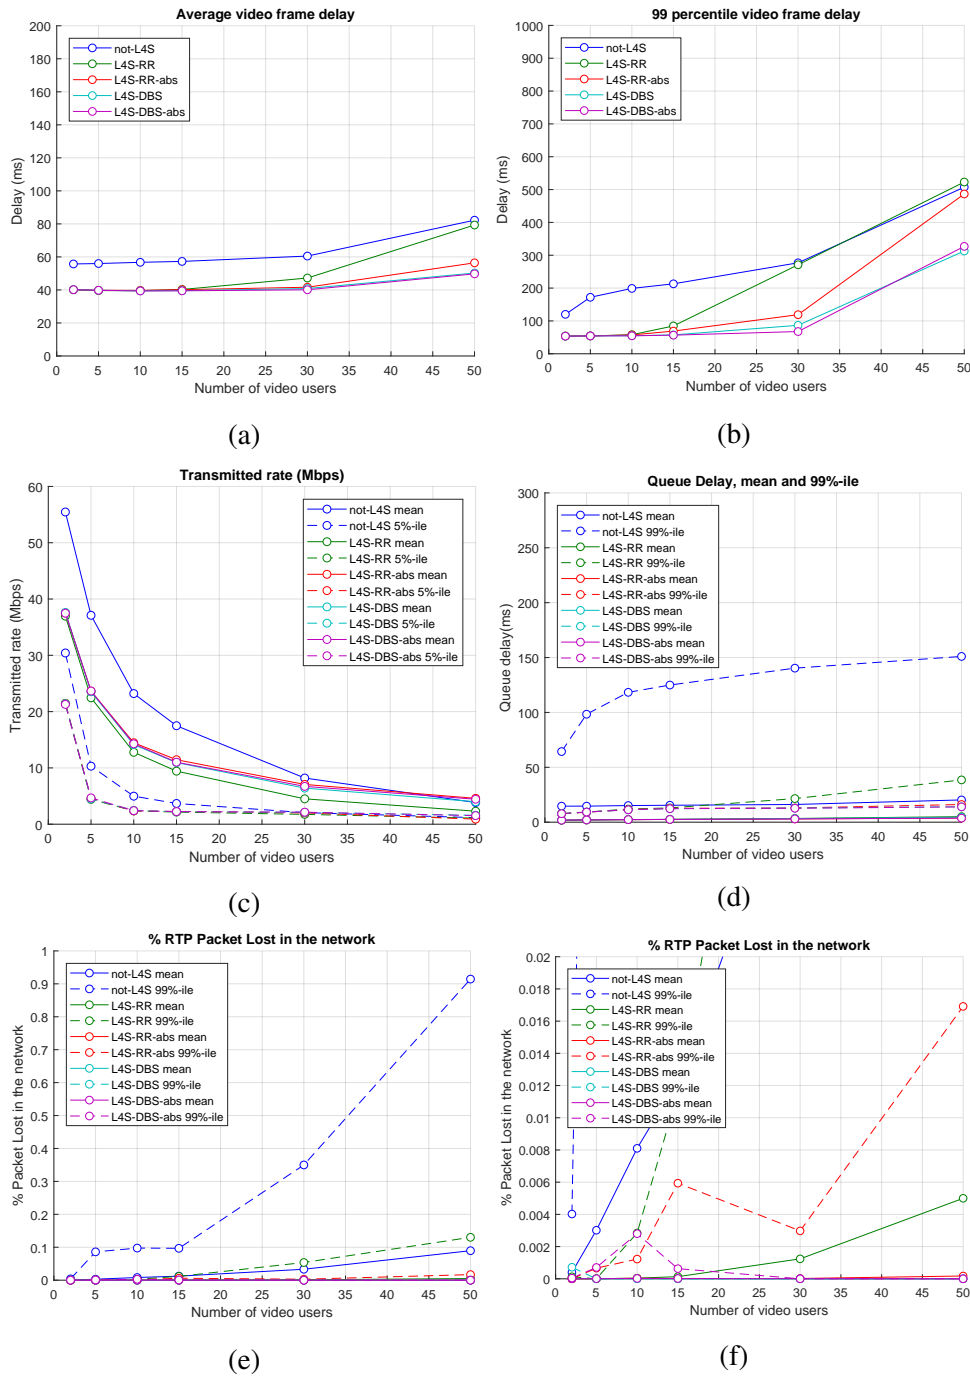 Average video frame delay
200
180
160
140
120
100
80
60
40
20
0
Delay (ms)
not-L4S
L4S-RR
L4S-RR-abs
L4S-DBS
L4S-DBS-abs
0 5 10 15 20 25 30 35 40 45 50
Number of video users
(a)
99 percentile video frame delay
1000
900
800
700
600
500
400
300
200
100
0
Delay (ms)
not-L4S
L4S-RR
L4S-RR-abs
L4S-DBS
L4S-DBS-abs
0 5 10 15 20 25 30 35 40 45 50
Number of video users
(b)
Transmitted rate (Mbps)
60
50
40
30
20
10
0
Transmitted rate (Mbps)
not-L4S mean
not-L4S 5%-ile
L4S-RR mean
L4S-RR 5%-ile
L4S-RR-abs mean
L4S-RR-abs 5%-ile
L4S-DBS mean
L4S-DBS 5%-ile
L4S-DBS-abs mean
L4S-DBS-abs 5%-ile
0 5 10 15 20 25 30 35 40 45 50
Number of video users
(c)
Queue Delay, mean and 99%-ile
300
250
200
150
100
50
0
Queue delay(ms)
not-L4S mean
not-L4S 99%-ile
L4S-RR mean
L4S-RR 99%-ile
L4S-RR-abs mean
L4S-RR-abs 99%-ile
L4S-DBS mean
L4S-DBS 99%-ile
L4S-DBS-abs mean
L4S-DBS-abs 99%-ile
0 5 10 15 20 25 30 35 40 45 50
Number of video users
(d)
% RTP Packet Lost in the network
1
0.9
0.8
0.7
0.6
0.5
0.4
0.3
0.2
0.1
0
% Packet Lost in the network
not-L4S mean
not-L4S 99%-ile
L4S-RR mean
L4S-RR 99%-ile
L4S-RR-abs mean
L4S-RR-abs 99%-ile
L4S-DBS mean
L4S-DBS 99%-ile
L4S-DBS-abs mean
L4S-DBS-abs 99%-ile
0 5 10 15 20 25 30 35 40 45 50
Number of video users
(e)
% RTP Packet Lost in the network
0.02
0.018
0.016
0.014
0.012
0.01
0.008
0.006
0.004
0.002
0
% Packet Lost in the network
not-L4S mean
not-L4S 99%-ile
L4S-RR mean
L4S-RR 99%-ile
L4S-RR-abs mean
L4S-RR-abs 99%-ile
L4S-DBS mean
L4S-DBS 99%-ile
L4S-DBS-abs mean
L4S-DBS-abs 99%-ile
0 5 10 15 20 25 30 35 40 45 50
Number of video users
(f)